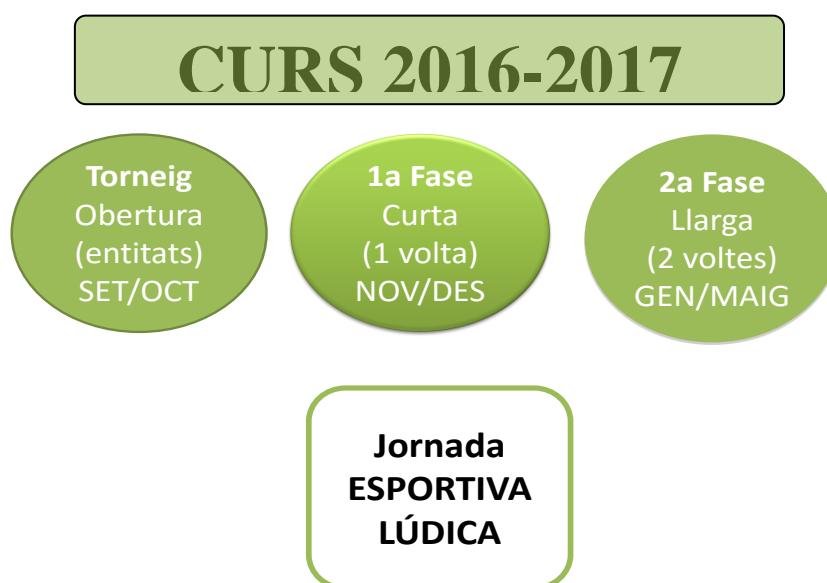 CURS 2016-2017
Torneig
Obertura
(entitats)
SET/OCT
1a Fase
Curta
(1 volta)
NOV/DES
2a Fase
Llarga
(2 voltes)
GEN/MAIG
Jornada
ESPORTIVA
LÚDICA